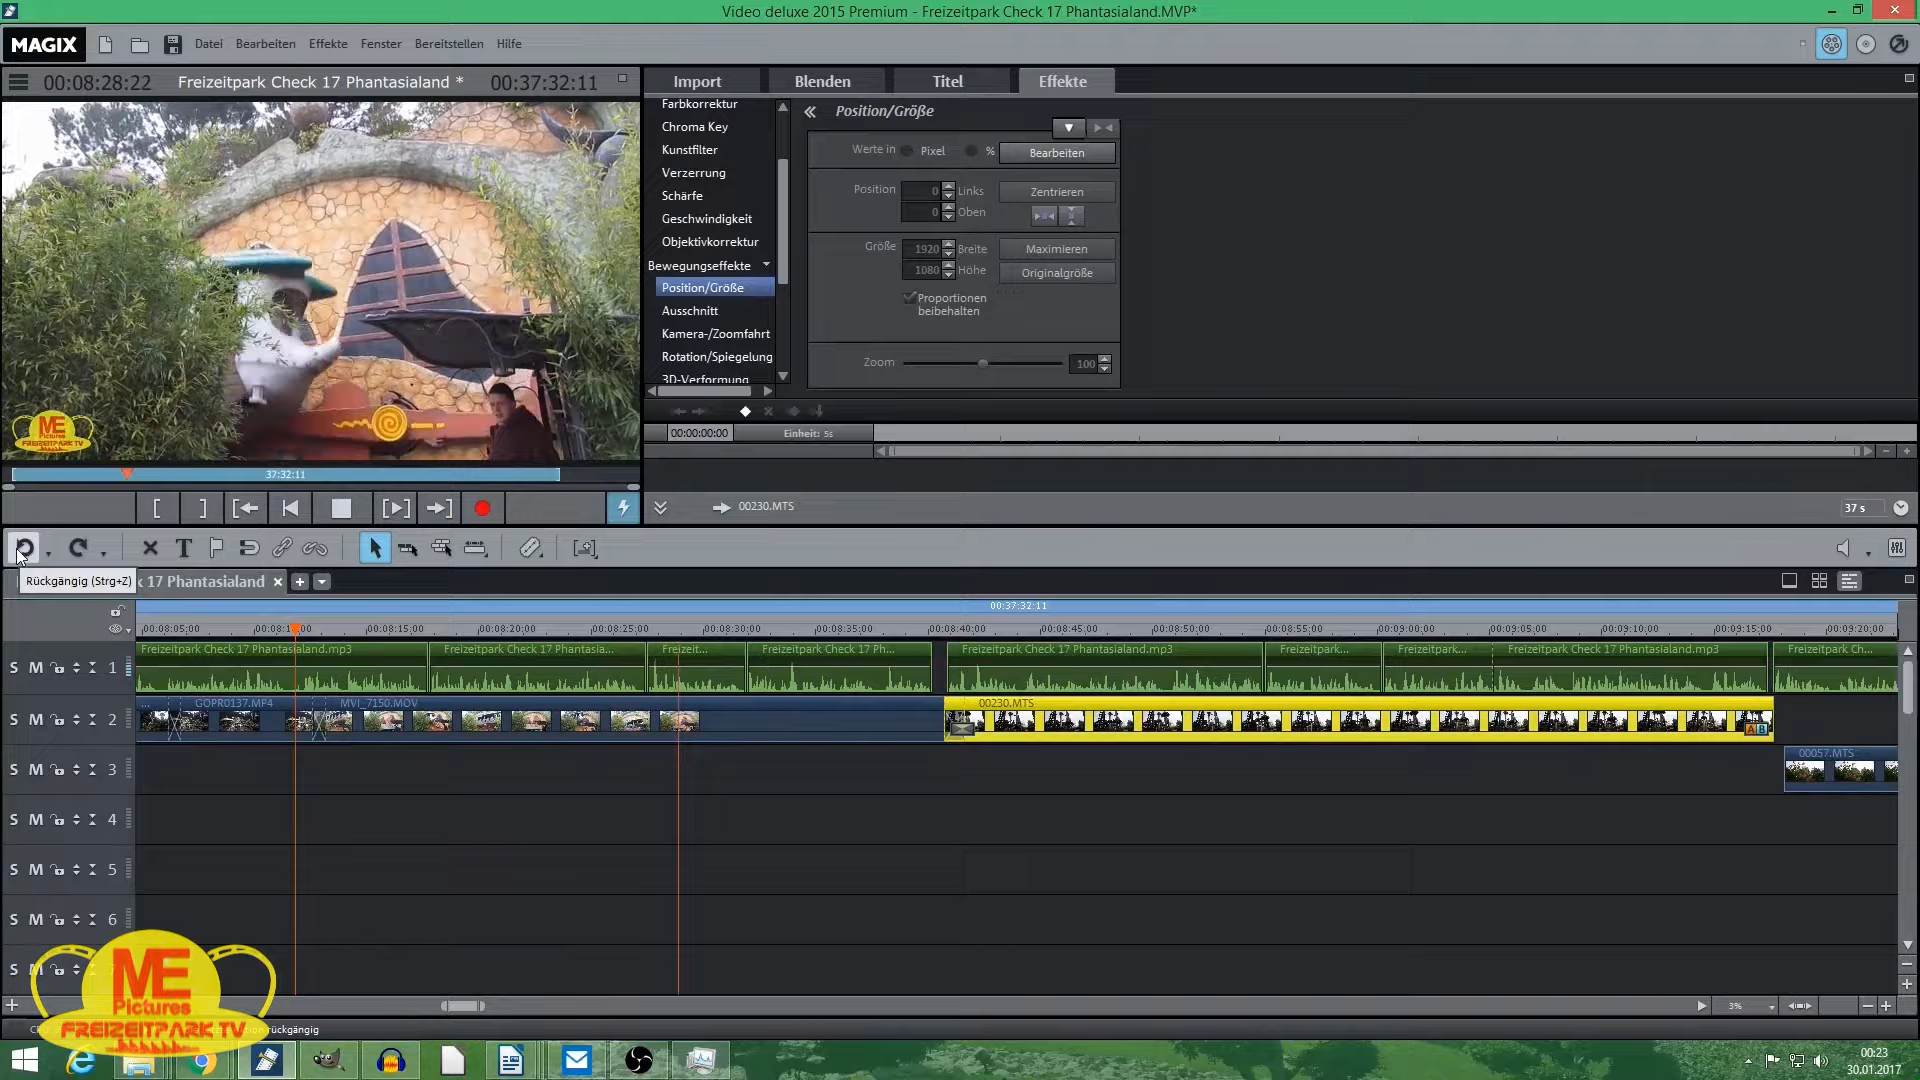 Video deluxe 2015 Premium - Freizeitpark Check 17 Phantasialand.MVP*
MAGIX
Datei Bearbeiten Effekte Fenster Bereitstellen Hilfe
00:08:28:22 Freizeitpark Check 17 Phantasialand * 00:37:32:11
Import Blenden Titel Effekte
Farbkorrektur
Chroma Key
Kunstfilter
Verzerrung
Schärfe
Geschwindigkeit
Objektivkorrektur
Bewegungseffekte
Position/Größe
Ausschnitt
Kamera-/Zoomfahrt
Rotation/Spiegelung
3D-Verformung
Position/Größe
Werte in Pixel % Bearbeiten
Position 0 Links Zentrieren
0 Oben
Größe 1920 Breite Maximieren
1080 Höhe Originalgröße
Proportionen
beibehalten
Zoom 100
ME
Pictures
FREIZEITPARK TV
00:00:00:00 Einheit: 5s
37:32:11
00230.MTS
37 s
T
Rückgängig (Strg+Z)
17 Phantasialand
00:37:32:11
00:08:05:00 00:08:15:00 00:08:20:00 00:08:25:00 00:08:30:00 00:08:35:00 00:08:40:00 00:08:45:00 00:08:50:00 00:08:55:00 00:09:00:00 00:09:05:00 00:09:10:00 00:09:15:00 00:09:20:00
Freizeitpark Check 17 Phantasialand.mp3 Freizeitpark Check 17 Phantasia... Freizeit... Freizeitpark Check 17 Ph... Freizeitpark Check 17 Phantasialand.mp3 Freizeitpark... Freizeitpark... Freizeitpark Check 17 Phantasialand.mp3 Freizeitpark Ch...
S M 1
... GOPR0137.MP4 MVI_7150.MOV 00230.MTS
S M 2
A B
00057.MTS
S M 3
S M 4
S M 5
S M 6
S M
3%
ME
Pictures
FREIZEITPARK TV
rückgängig
00:23
30.01.2017